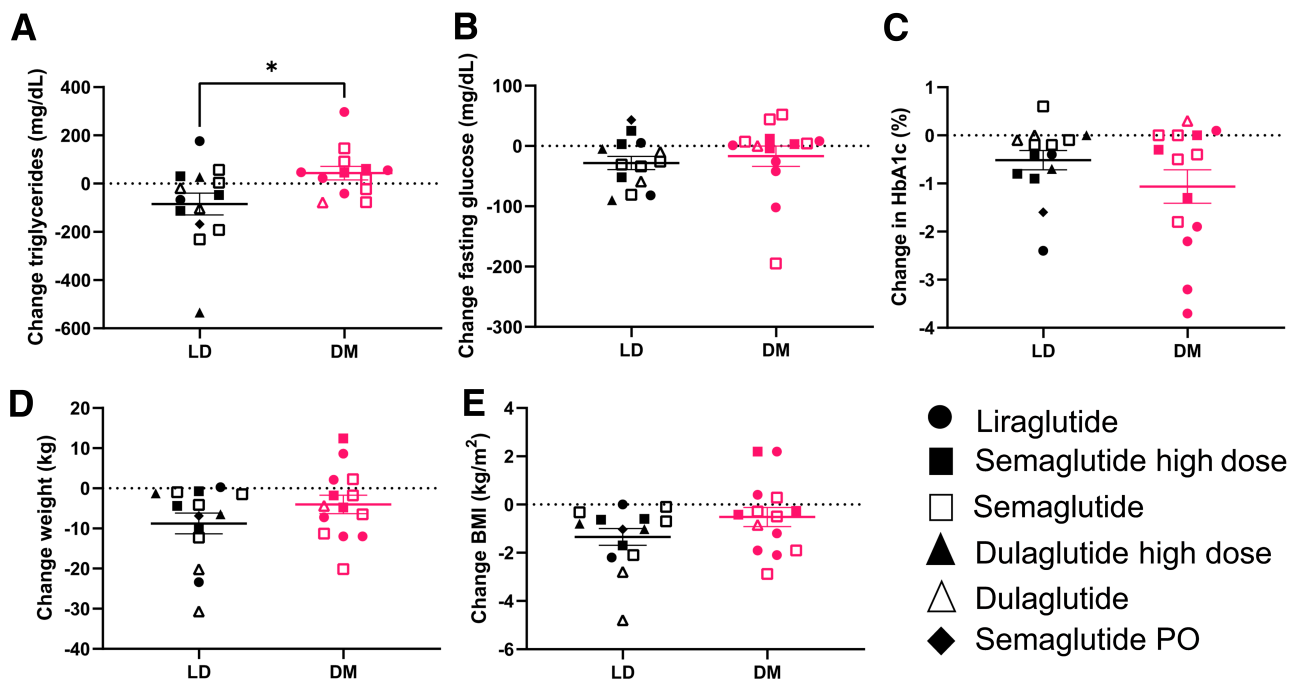 A
Change triglycerides (mg/dL)
400
200
0
-200
-400
-600
*
LD
DM
B
Change fasting glucose (mg/dL)
100
0
-100
-200
-300
LD
DM
C
Change in HbA1c (%)
1
0
-1
-2
-3
-4
LD
DM
D
Change weight (kg)
20
10
0
-10
-20
-30
-40
LD
DM
E
Change BMI (kg/m²)
4
2
0
-2
-4
-6
LD
DM
Liraglutide
Semaglutide high dose
Semaglutide
Dulaglutide high dose
Dulaglutide
Semaglutide PO